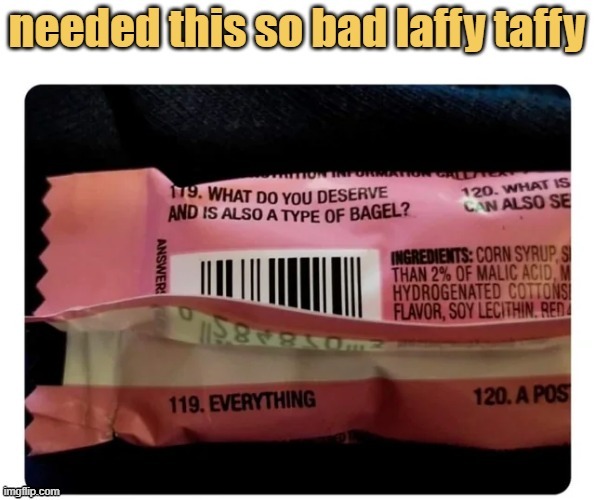 needed this so bad laffy taffy
119. WHAT DO YOU DESERVE
AND IS ALSO A TYPE OF BAGEL?
120. WHAT IS
CAN ALSO SE
ANSWERS
INGREDIENTS: CORN SYRUP, S
THAN 2% OF MALIC ACID, M
HYDROGENATED COTTONS
FLAVOR, SOY LECITHIN, RED
119. EVERYTHING
120. A POS
imgflip.com